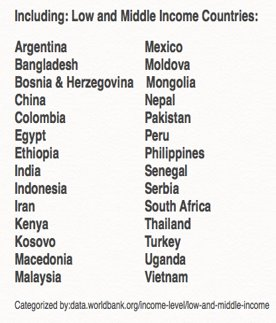 Including: Low and Middle Income Countries:
Argentina Mexico
Bangladesh Moldova
Bosnia & Herzegovina Mongolia
China Nepal
Colombia Pakistan
Egypt Peru
Ethiopia Philippines
India Senegal
Indonesia Serbia
Iran South Africa
Kenya Thailand
Kosovo Turkey
Macedonia Uganda
Malaysia Vietnam
Categorized by:data.worldbank.org/income-level/low-and-middle-income